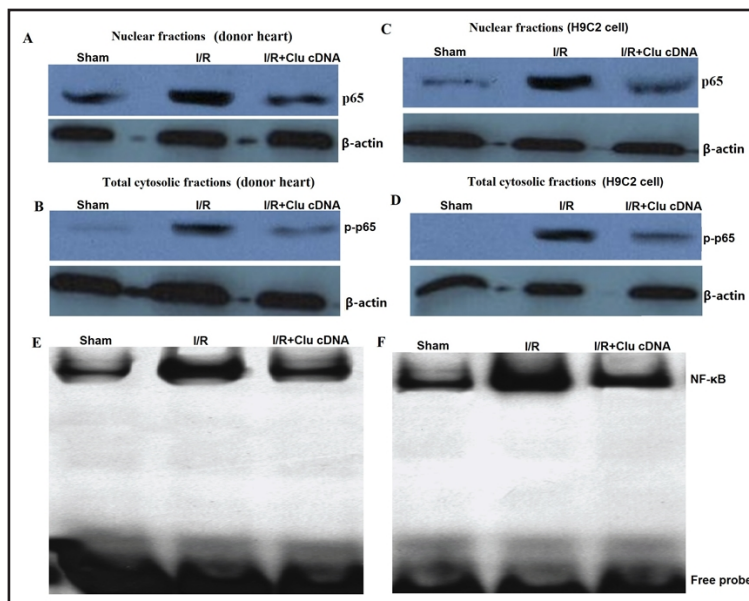 A
Nuclear fractions (donor heart)
Sham I/R I/R+Clu cDNA
p65
β-actin
B
Total cytosolic fractions (donor heart)
Sham I/R I/R+Clu cDNA
p-p65
β-actin
C
Nuclear fractions (H9C2 cell)
Sham I/R I/R+Clu cDNA
p65
β-actin
D
Total cytosolic fractions (H9C2 cell)
Sham I/R I/R+Clu cDNA
p-p65
β-actin
E
Sham I/R I/R+Clu cDNA
F
Sham I/R I/R+Clu cDNA
NF-κB
Free probe